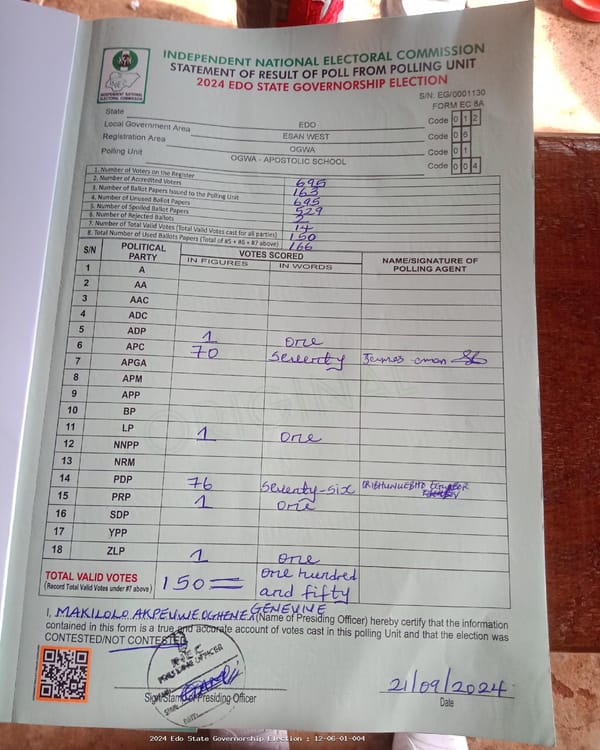 INDEPENDENT NATIONAL ELECTORAL COMMISSION
STATEMENT OF RESULT OF POLL FROM POLLING UNIT
2024 EDO STATE GOVERNORSHIP ELECTION
INEC
INDEPENDENT NATIONAL ELECTORAL COMMISSION
S/N: EG/0001130
FORM EC 8A
State EDO Code 0 1 2
Local Government Area ESAN WEST Code 0 6
Registration Area OGWA Code 0 1
Polling Unit OGWA - APOSTOLIC SCHOOL Code 0 0 4
1. Number of Voters on the Register 695
2. Number of Accredited Voters 163
3. Number of Ballot Papers Issued to the Polling Unit 695
4. Number of Unused Ballot Papers 529
5. Number of Spoiled Ballot Papers 2
6. Number of Rejected Ballots 14
7. Number of Total Valid Votes (Total Valid Votes cast for all parties) 150
8. Total Number of Used Ballots Papers (Total of #5 + #6 + #7 above) 166
S/N POLITICAL PARTY VOTES SCORED NAME/SIGNATURE OF POLLING AGENT
IN FIGURES IN WORDS
1 A
2 AA
3 AAC
4 ADC
5 ADP 1 one
6 APC 70 seventy
7 APGA
8 APM
9 APP
10 BP
11 LP 1 one
12 NNPP
13 NRM
14 PDP 76 seventy-six
15 PRP 1 one
16 SDP
17 YPP
18 ZLP 1 one
ORIGINAL
TOTAL VALID VOTES 150 one hundred and fifty
(Record Total Valid Votes under #7 above)
I, MAKILOLO AKPENWEOGHENE GENEVINE (Name of Presiding Officer) hereby certify that the information
contained in this form is a true and accurate account of votes cast in this polling Unit and that the election was
CONTESTED/NOT CONTESTED
Sign/Stamp of Presiding Officer
21/09/2024
Date
2024 Edo State Governorship Election : 12-06-01-004